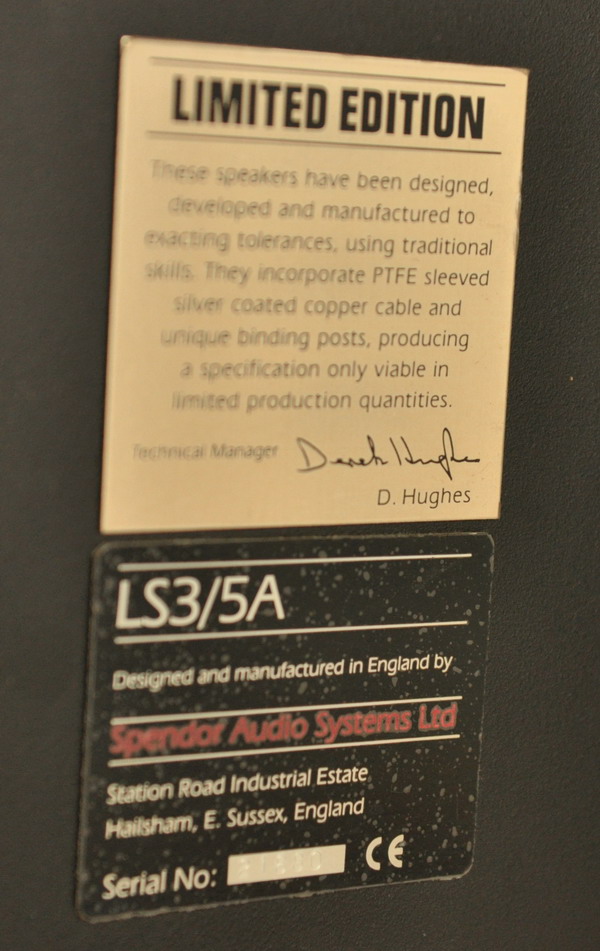 LIMITED EDITION
These speakers have been designed,
developed and manufactured to
exacting tolerances, using traditional
skills. They incorporate PTFE sleeved
silver coated copper cable and
unique binding posts, producing
a specification only viable in
limited production quantities.
Technical Manager Derek Hughes
D. Hughes
LS3/5A
Designed and manufactured in England by
Spendor Audio Systems Ltd
Station Road Industrial Estate
Hailsham, E. Sussex, England
Serial No: CE